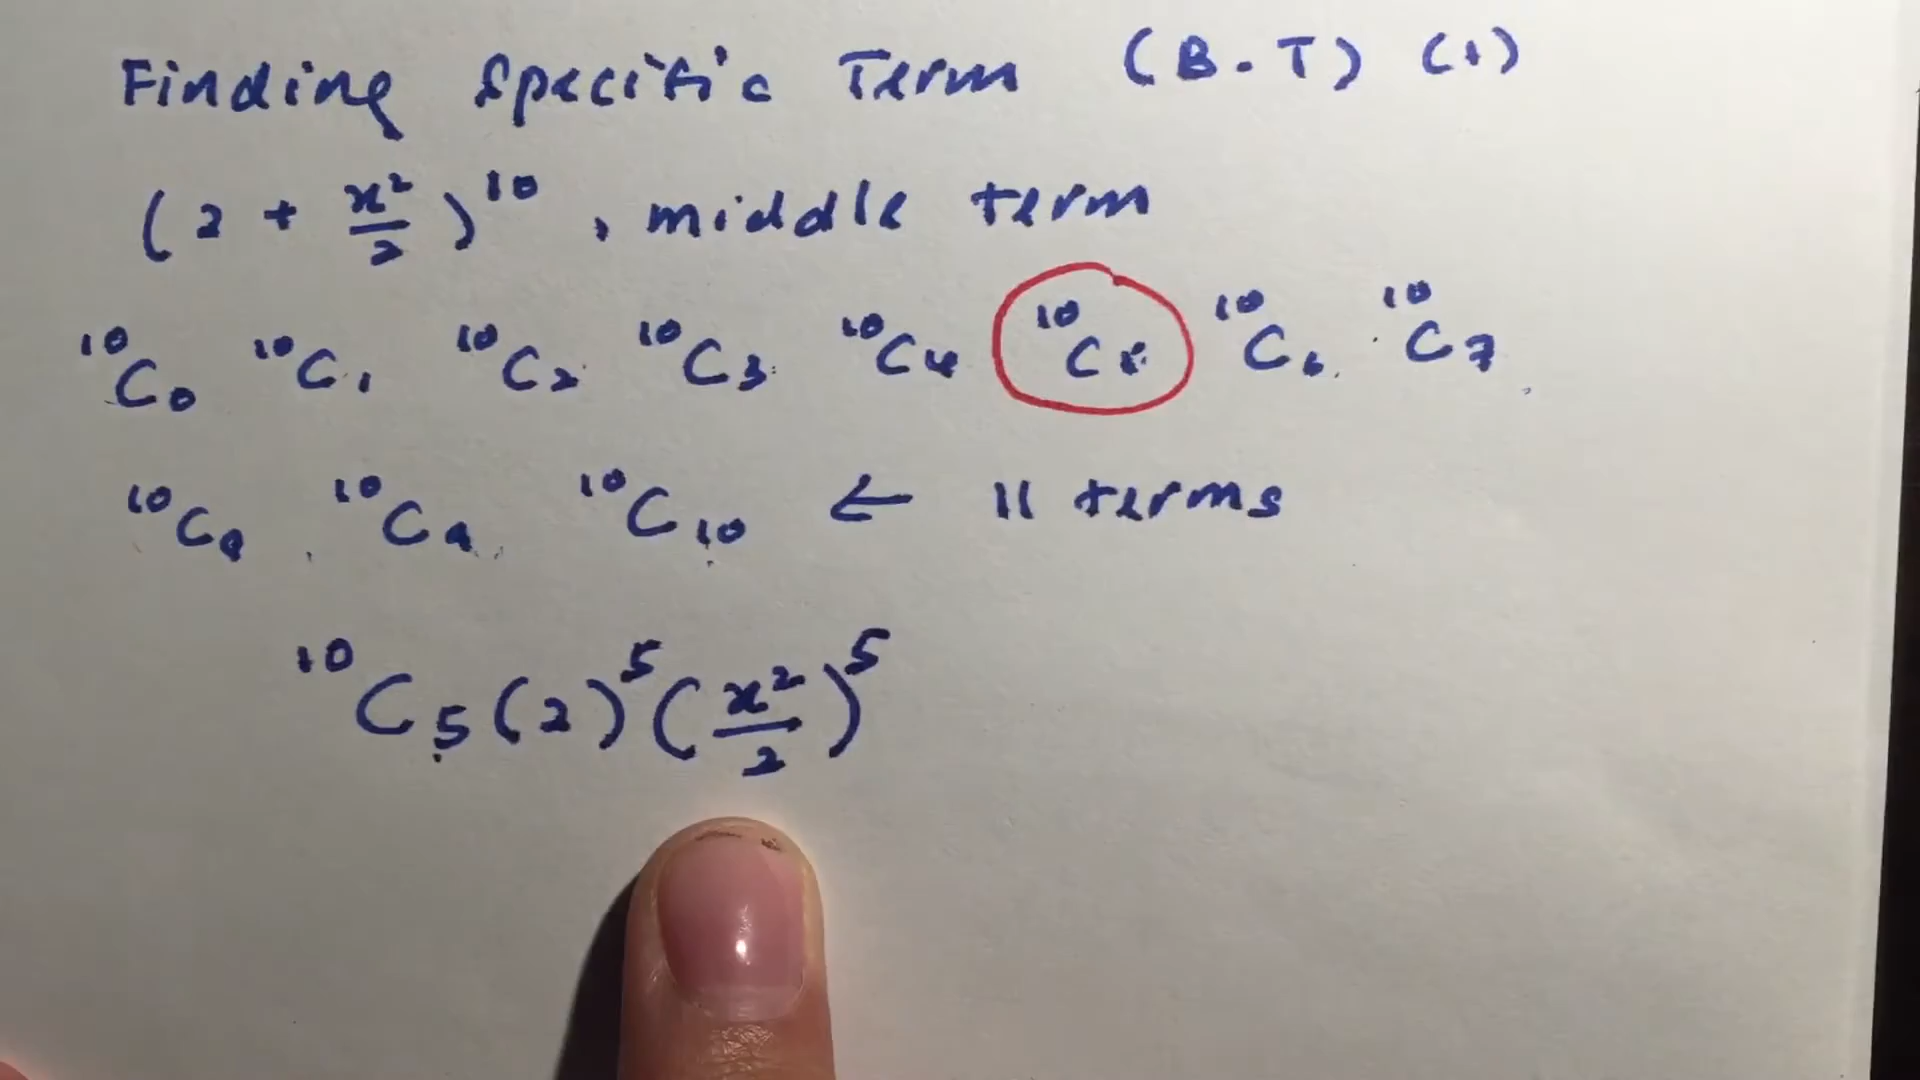 Finding Specific Term (B.T) (1)
(2 + x²/2)¹⁰, middle term
¹⁰C₀ ¹⁰C₁ ¹⁰C₂ ¹⁰C₃ ¹⁰C₄ ¹⁰C₅ ¹⁰C₆ ¹⁰C₇
¹⁰C₈ ¹⁰C₉ ¹⁰C₁₀ ← 11 terms
¹⁰C₅(2)⁵(x²/2)⁵